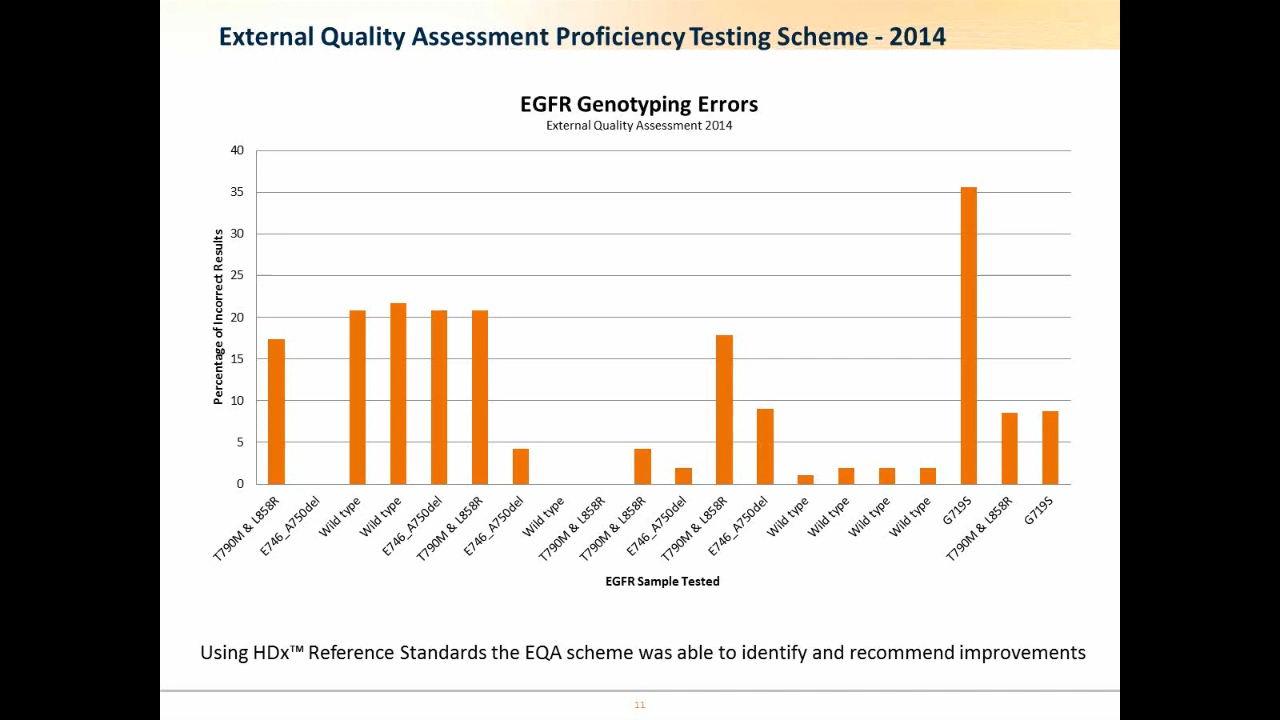 External Quality Assessment Proficiency Testing Scheme - 2014
EGFR Genotyping Errors
External Quality Assessment 2014
Percentage of Incorrect Results
40
35
30
25
20
15
10
5
0
T790M & L858R
E746_A750del
Wild type
Wild type
E746_A750del
T790M & L858R
E746_A750del
Wild type
T790M & L858R
T790M & L858R
E746_A750del
T790M & L858R
E746_A750del
Wild type
Wild type
Wild type
Wild type
G719S
T790M & L858R
G719S
EGFR Sample Tested
Using HDx™ Reference Standards the EQA scheme was able to identify and recommend improvements
11